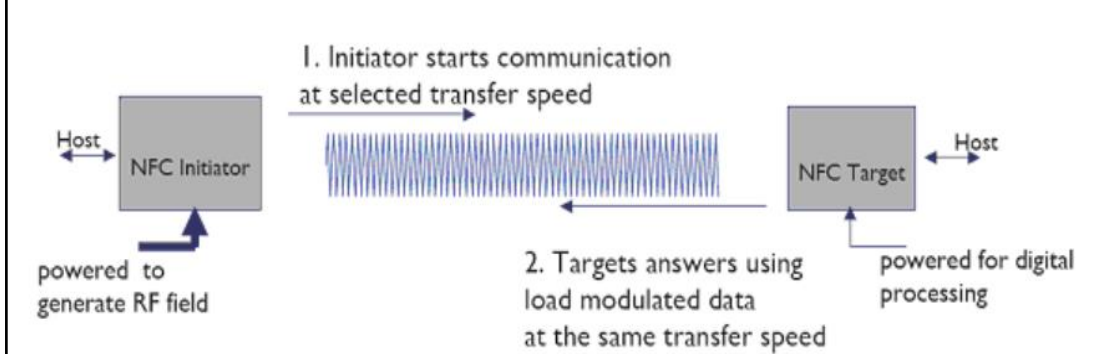 1. Initiator starts communication
at selected transfer speed
Host
NFC Initiator
Host
NFC Target
powered to
generate RF field
2. Targets answers using
load modulated data
at the same transfer speed
powered for digital
processing